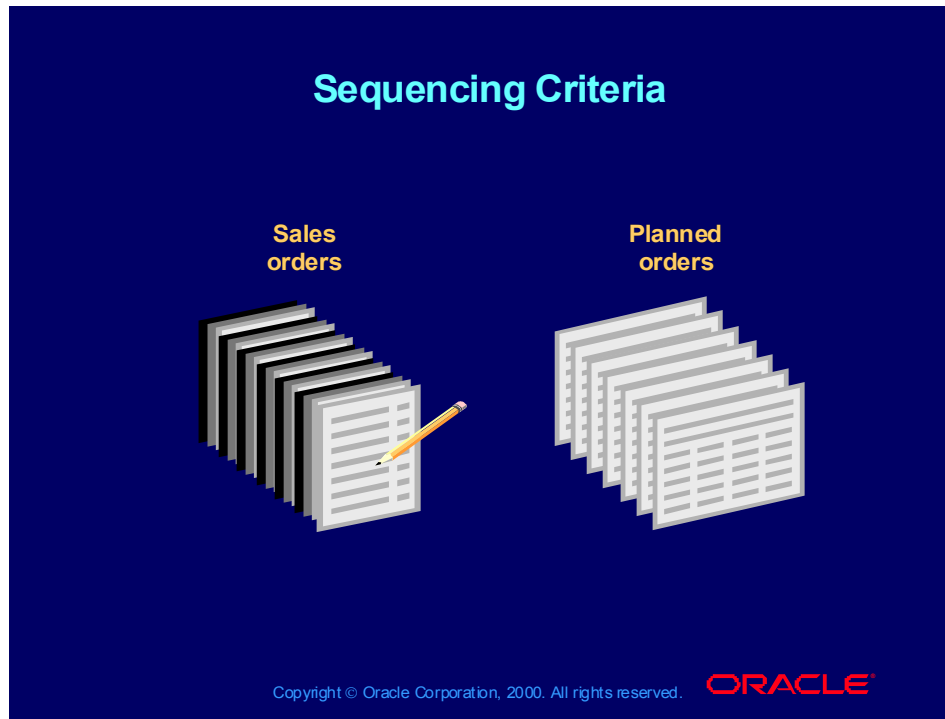 Sequencing Criteria
Sales
orders
Planned
orders
Copyright © Oracle Corporation, 2000. All rights reserved.
ORACLE®